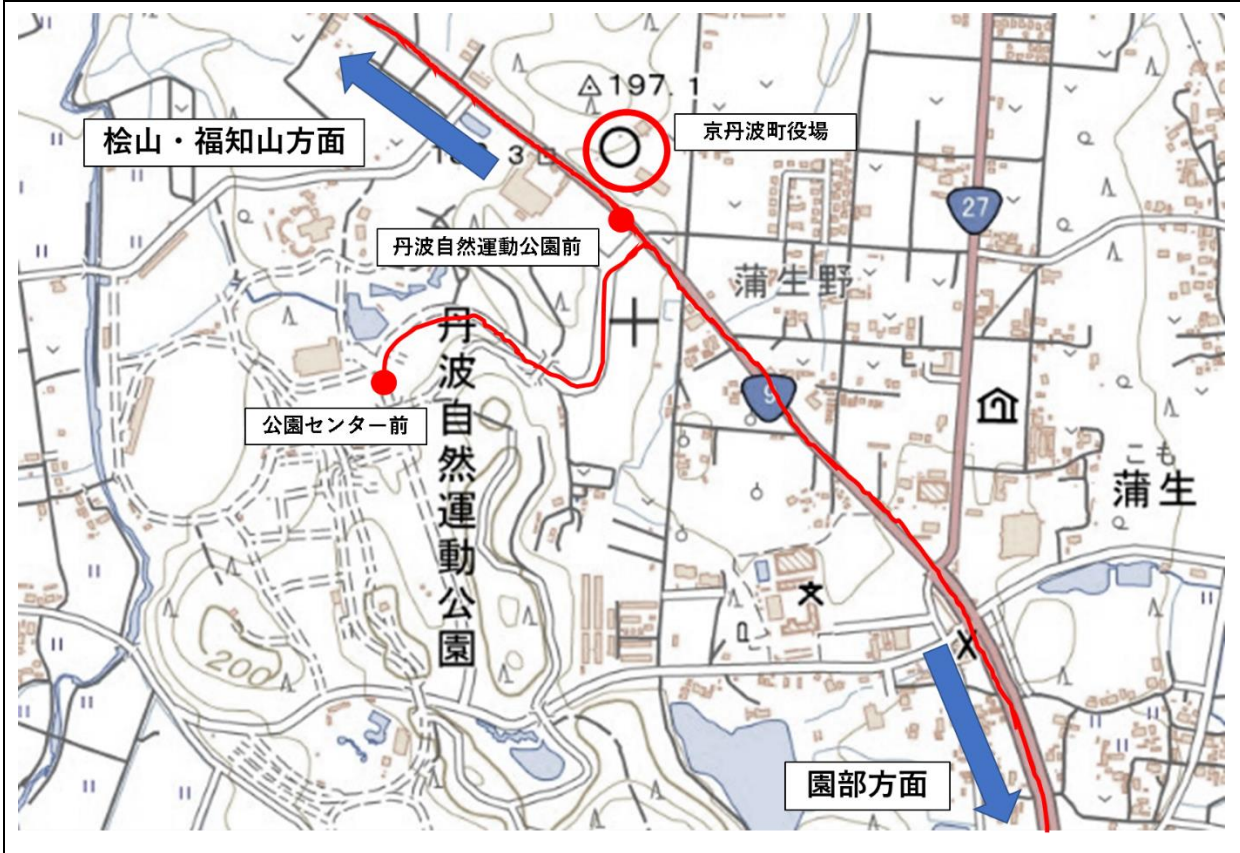 197.1
京丹波町役場
桧山・福知山方面
丹波自然運動公園前
27
蒲生野
9
公園センター前
丹波自然運動公園
こも
蒲生
200
園部方面